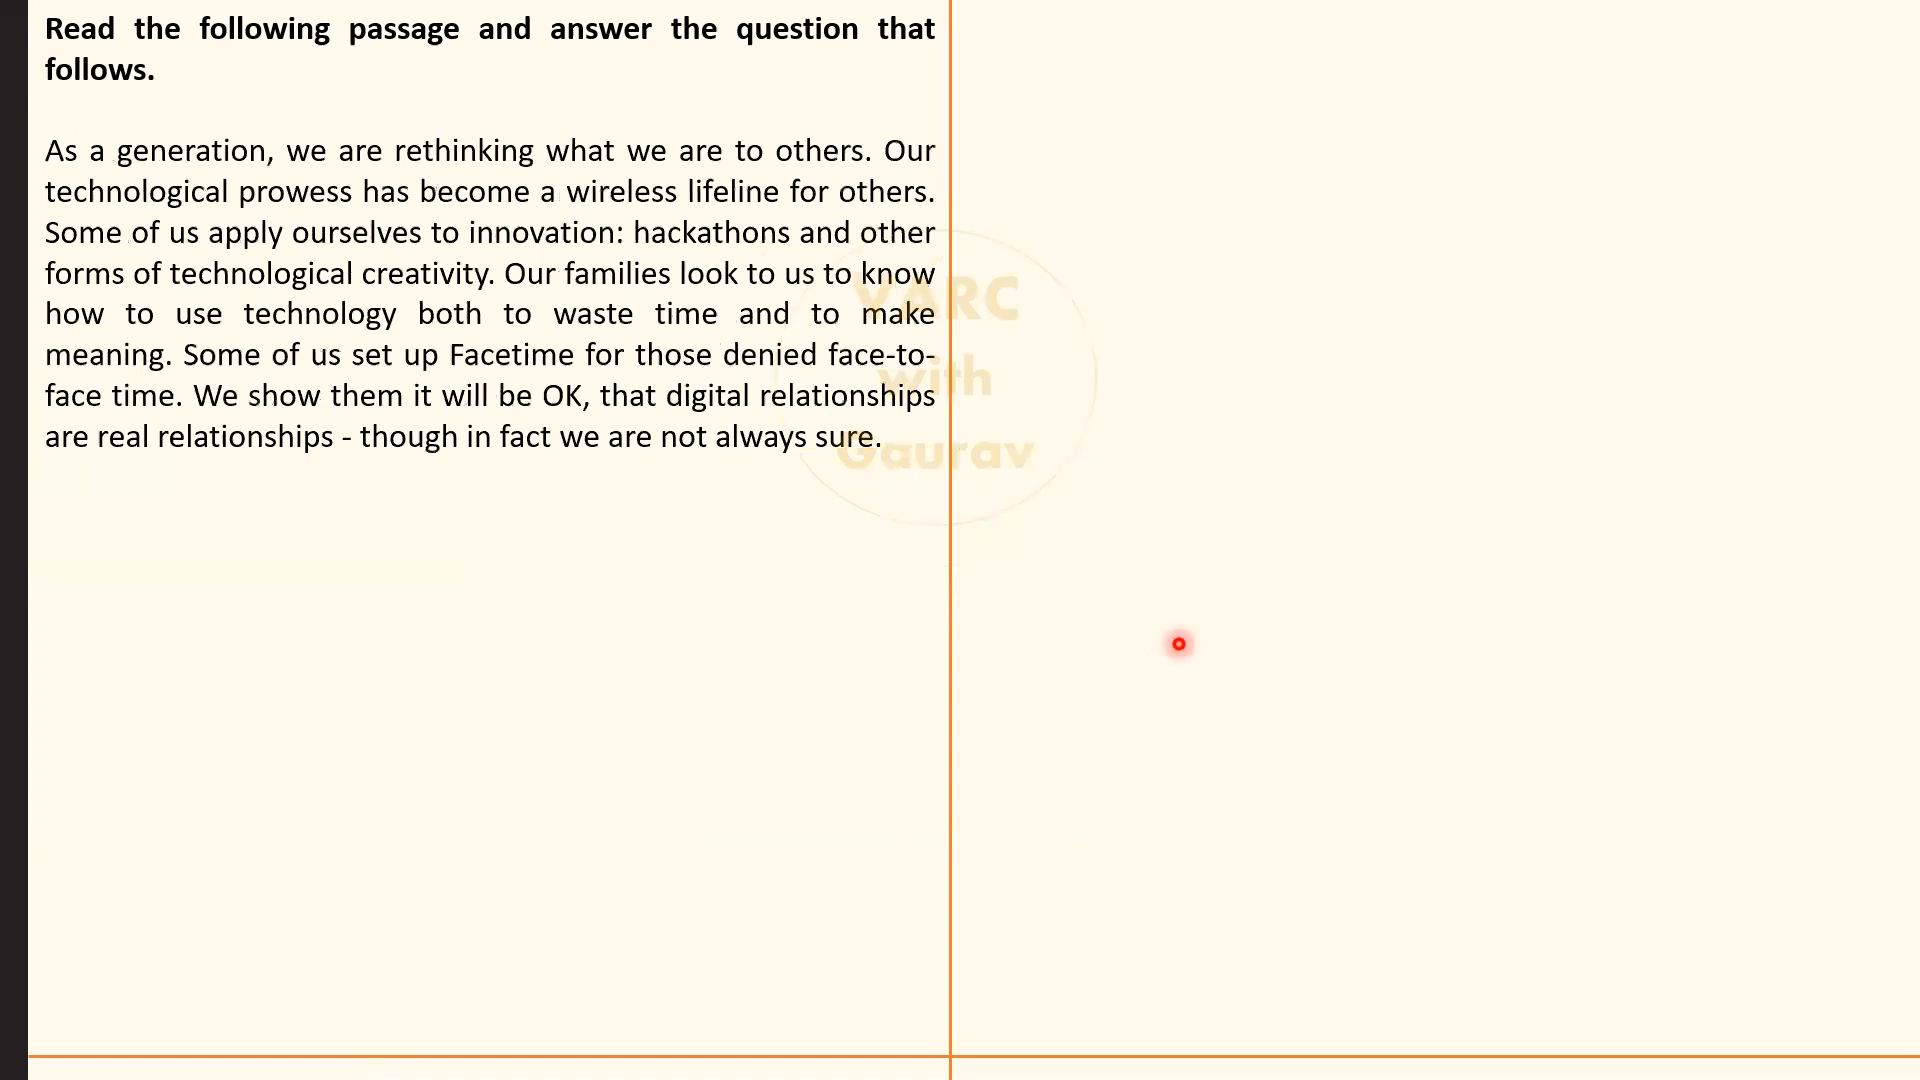 Read the following passage and answer the question that
follows.
As a generation, we are rethinking what we are to others. Our
technological prowess has become a wireless lifeline for others.
Some of us apply ourselves to innovation: hackathons and other
forms of technological creativity. Our families look to us to know
how to use technology both to waste time and to make
meaning. Some of us set up Facetime for those denied face-to-
face time. We show them it will be OK, that digital relationships
are real relationships - though in fact we are not always sure.
VARC
with
Gaurav